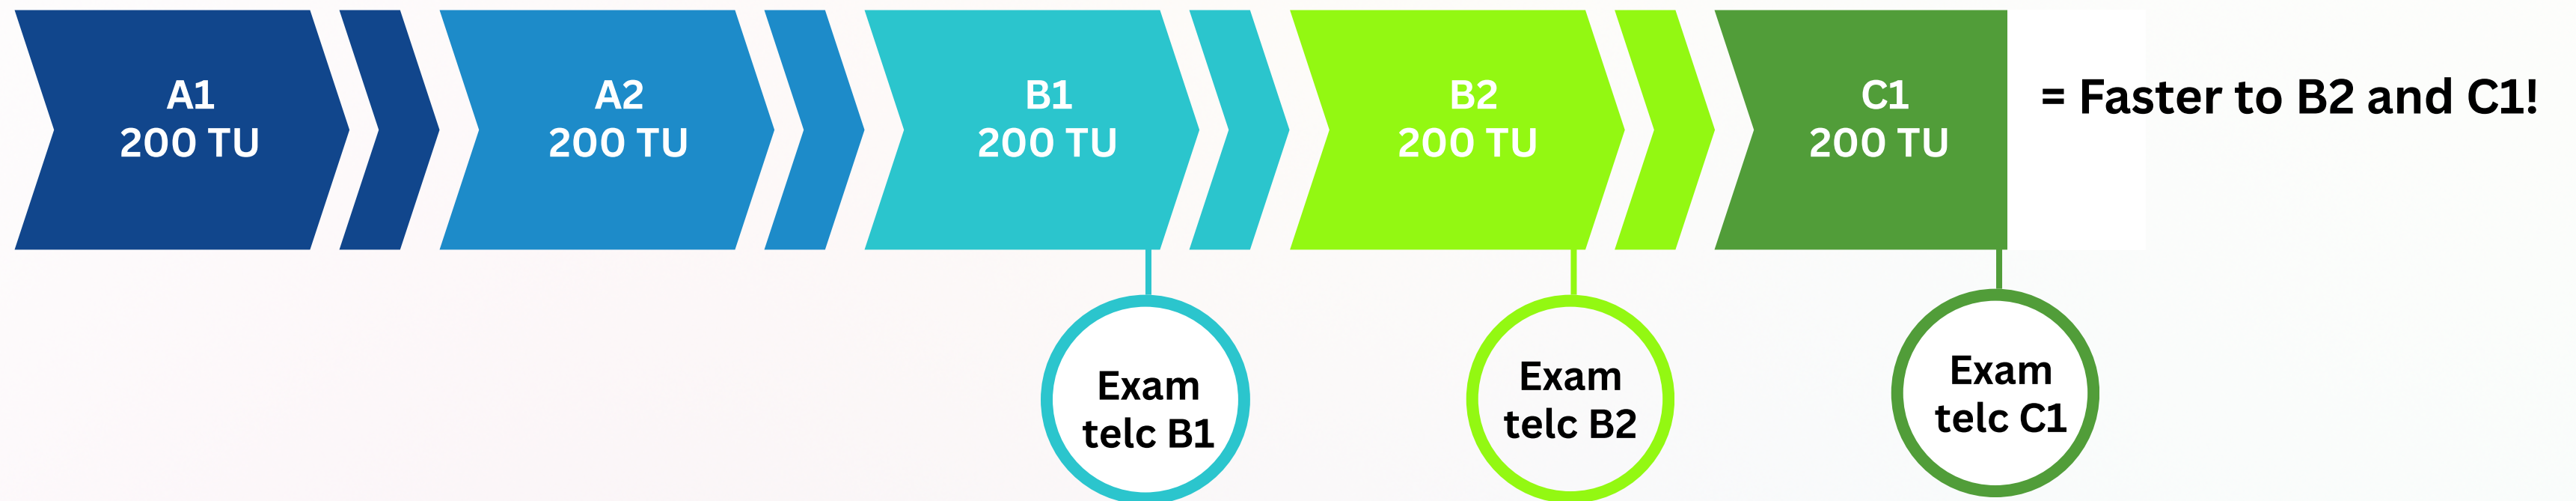 A1
200 TU
A2
200 TU
B1
200 TU
B2
200 TU
C1
200 TU
= Faster to B2 and C1!
Exam
telc B1
Exam
telc B2
Exam
telc C1